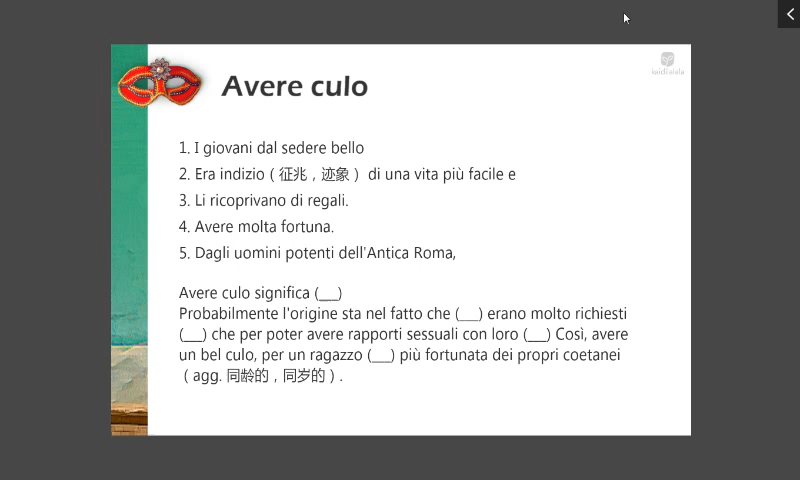 Avere culo
kaidialala
1. I giovani dal sedere bello
2. Era indizio（征兆，迹象） di una vita più facile e
3. Li ricoprivano di regali.
4. Avere molta fortuna.
5. Dagli uomini potenti dell'Antica Roma,
Avere culo significa (___)
Probabilmente l'origine sta nel fatto che (___) erano molto richiesti
(___) che per poter avere rapporti sessuali con loro (___) Così, avere
un bel culo, per un ragazzo (___) più fortunata dei propri coetanei
（agg. 同龄的，同岁的）.